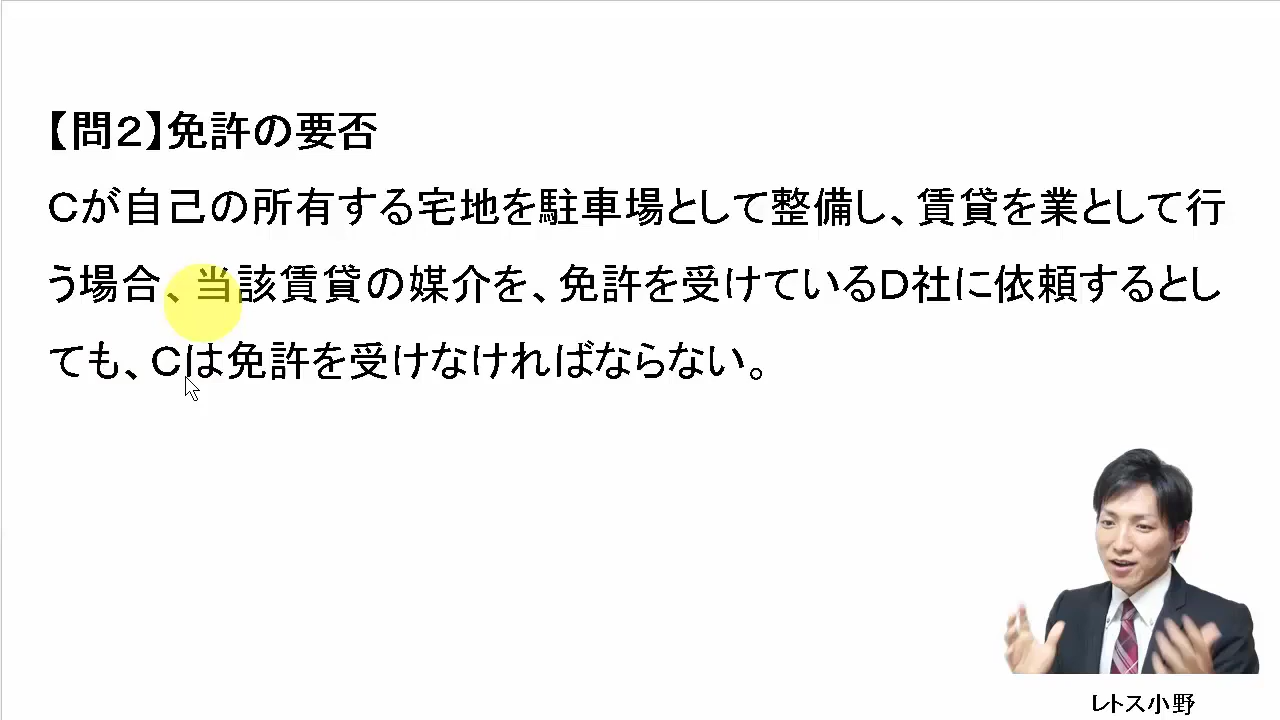 【問２】免許の要否
Ｃが自己の所有する宅地を駐車場として整備し、賃貸を業として行
う場合、当該賃貸の媒介を、免許を受けているＤ社に依頼するとし
ても、Ｃは免許を受けなければならない。
レトス小野